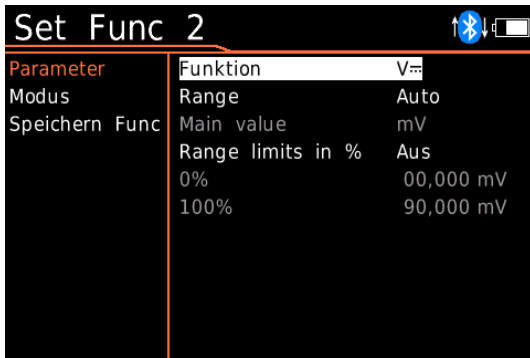 Set Func 2
Parameter
Modus
Speichern Func
Funktion V⎓
Range Auto
Main value mV
Range limits in % Aus
0% 00,000 mV
100% 90,000 mV